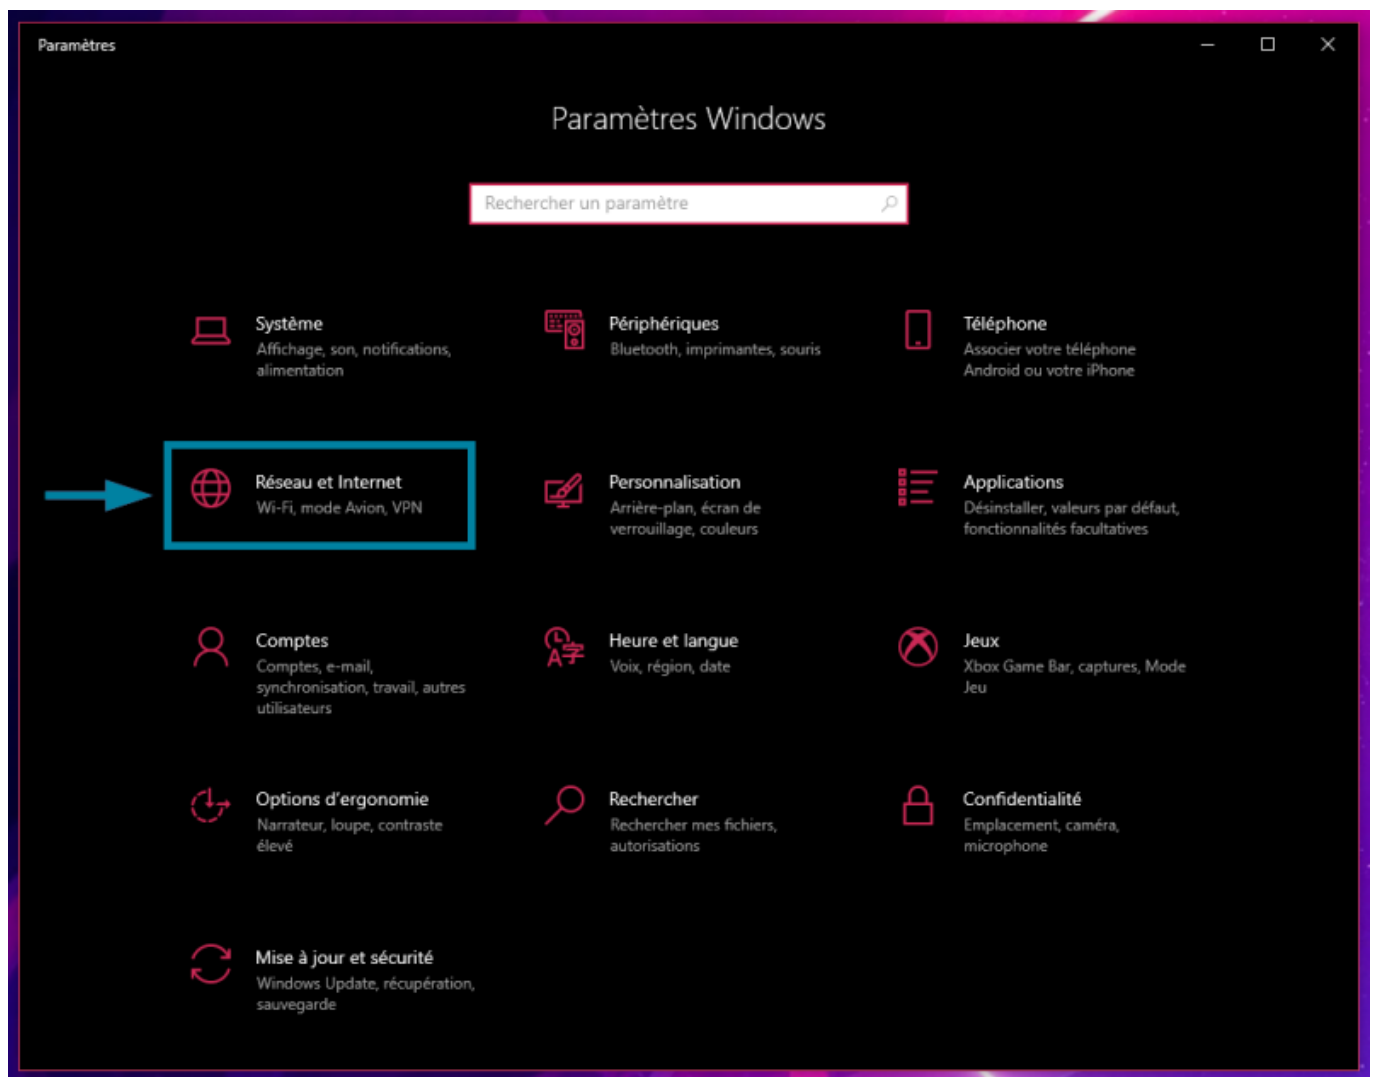 Paramètres
Paramètres Windows
Rechercher un paramètre
Système
Affichage, son, notifications,
alimentation
Périphériques
Bluetooth, imprimantes, souris
Téléphone
Associer votre téléphone
Android ou votre iPhone
Réseau et Internet
Wi-Fi, mode Avion, VPN
Personnalisation
Arrière-plan, écran de
verrouillage, couleurs
Applications
Désinstaller, valeurs par défaut,
fonctionnalités facultatives
Comptes
Comptes, e-mail,
synchronisation, travail, autres
utilisateurs
Heure et langue
Voix, région, date
Jeux
Xbox Game Bar, captures, Mode
Jeu
Options d'ergonomie
Narrateur, loupe, contraste
élevé
Rechercher
Rechercher mes fichiers,
autorisations
Confidentialité
Emplacement, caméra,
microphone
Mise à jour et sécurité
Windows Update, récupération,
sauvegarde